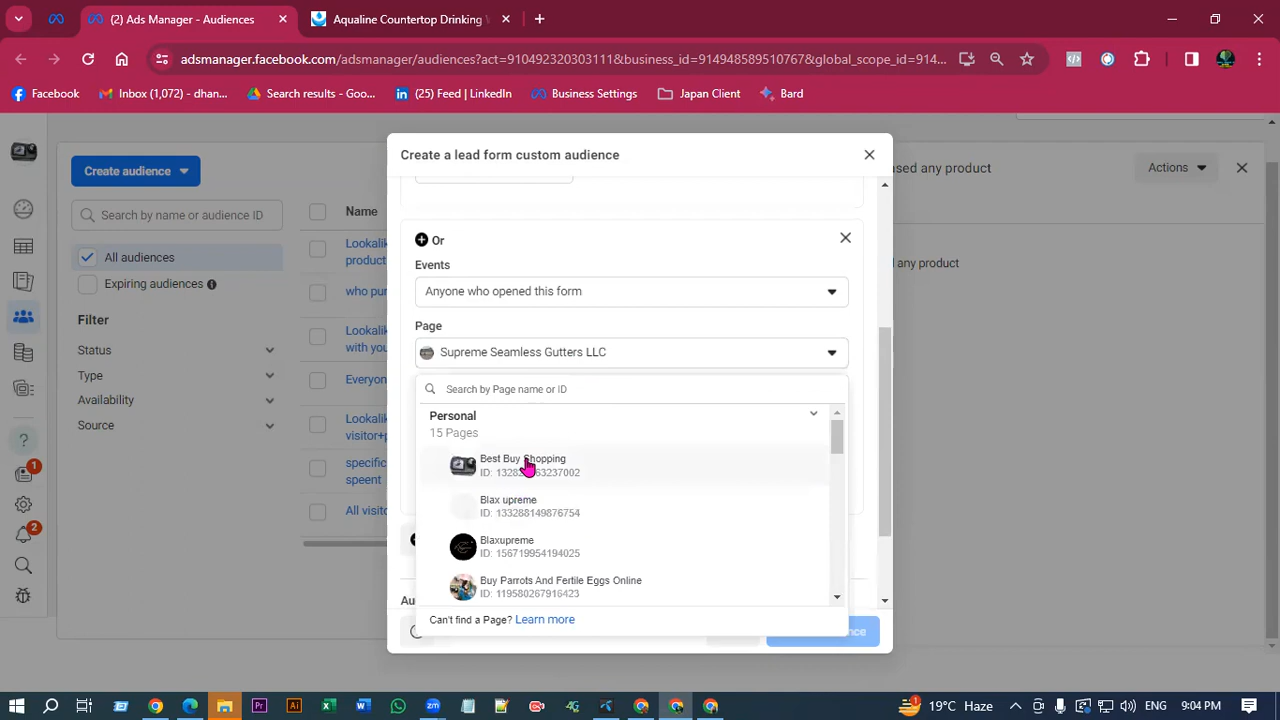 (2) Ads Manager - Audiences
Aqualine Countertop Drinking
adsmanager.facebook.com/adsmanager/audiences?act=910492320303111&business_id=914948589510767&global_scope_id=914...
Facebook
Inbox (1,072) - dhan...
Search results - Goo...
(25) Feed | LinkedIn
Business Settings
Japan Client
Bard
Create a lead form custom audience
Create audience
ased any product
Actions
Search by name or audience ID
Name
All audiences
Expiring audiences
Filter
Status
Type
Availability
Source
Lookalik
product
who pur
Lookalik
with you
Everyon
Lookalik
visitor+p
specific
speent
All visito
any product
Or
Events
Anyone who opened this form
Page
Supreme Seamless Gutters LLC
Search by Page name or ID
Personal
15 Pages
Best Buy Shopping
Blax upreme
ID: 133288149876754
Blaxupreme
ID: 156719954194025
Buy Parrots And Fertile Eggs Online
ID: 119580267916423
Can't find a Page? Learn more
Au
ence
1
2
19°C Haze
9:04 PM